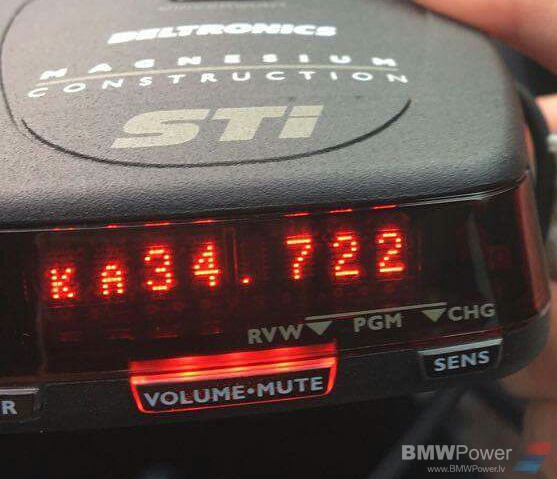 BELTRONICS
MAGNESIUM
CONSTRUCTION
STi
KA34.722
RVW PGM CHG
VOLUME•MUTE
SENS
R
BMWPower
www.BMWPower.lv